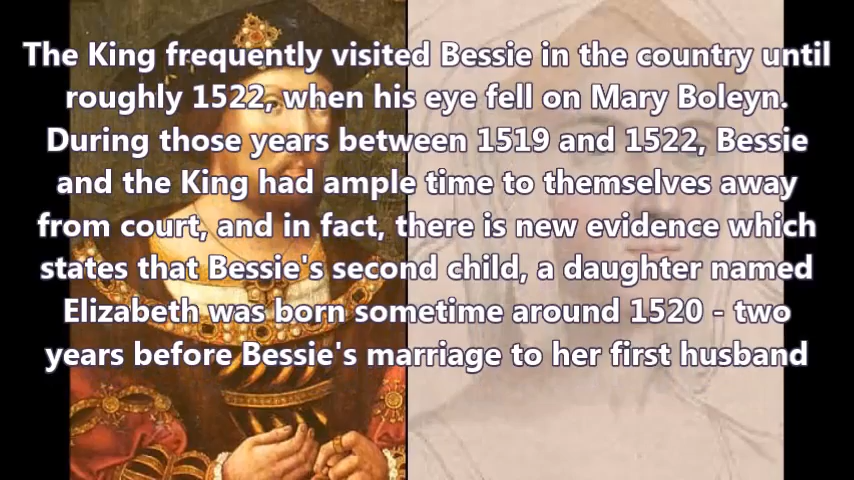 The King frequently visited Bessie in the country until
roughly 1522, when his eye fell on Mary Boleyn.
During those years between 1519 and 1522, Bessie
and the King had ample time to themselves away
from court, and in fact, there is new evidence which
states that Bessie's second child, a daughter named
Elizabeth was born sometime around 1520 - two
years before Bessie's marriage to her first husband